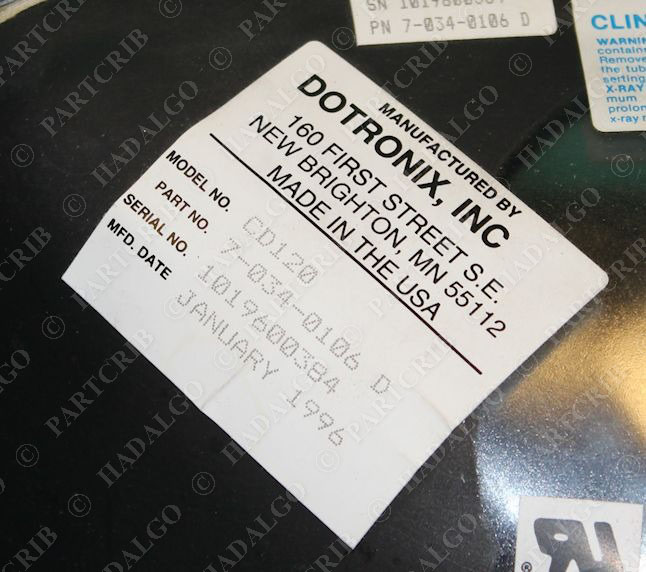 SN 1019600384
PN 7-034-0106 D
MANUFACTURED BY
DOTRONIX, INC
160 FIRST STREET S.E.
NEW BRIGHTON, MN 55112
MADE IN THE USA
MODEL NO. CD120
PART NO. 7-034-0106 D
SERIAL NO. 1019600384
MFD. DATE JANUARY 1996
CLIN
WARNIN
contain
Remove
the tub
serting
X-RAY
mum
prolon
x-ray r
© PARTCRIB
© HADALGO